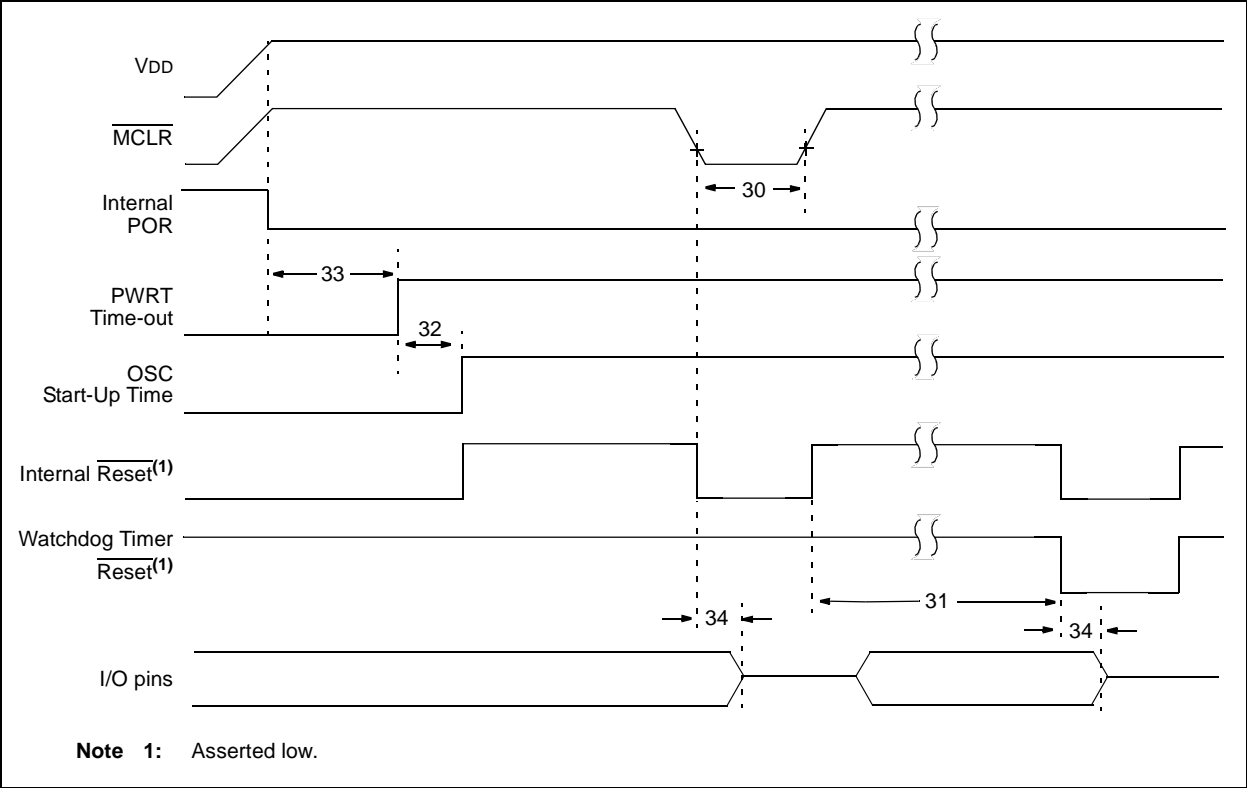 VDD
MCLR
Internal
POR
30
33
PWRT
Time-out
32
OSC
Start-Up Time
Internal Reset(1)
Watchdog Timer
Reset(1)
31
34
34
I/O pins
Note 1: Asserted low.